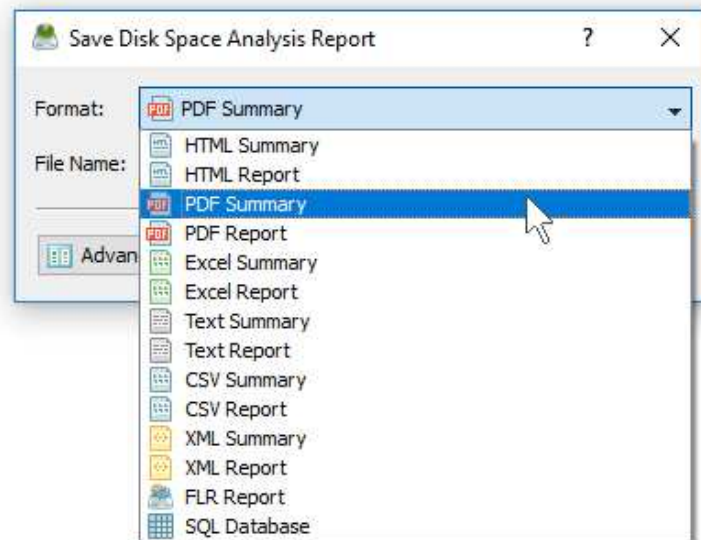 Save Disk Space Analysis Report
Format: PDF Summary
File Name:
HTML Summary
HTML Report
PDF Summary
PDF Report
Excel Summary
Excel Report
Text Summary
Text Report
CSV Summary
CSV Report
XML Summary
XML Report
FLR Report
SQL Database